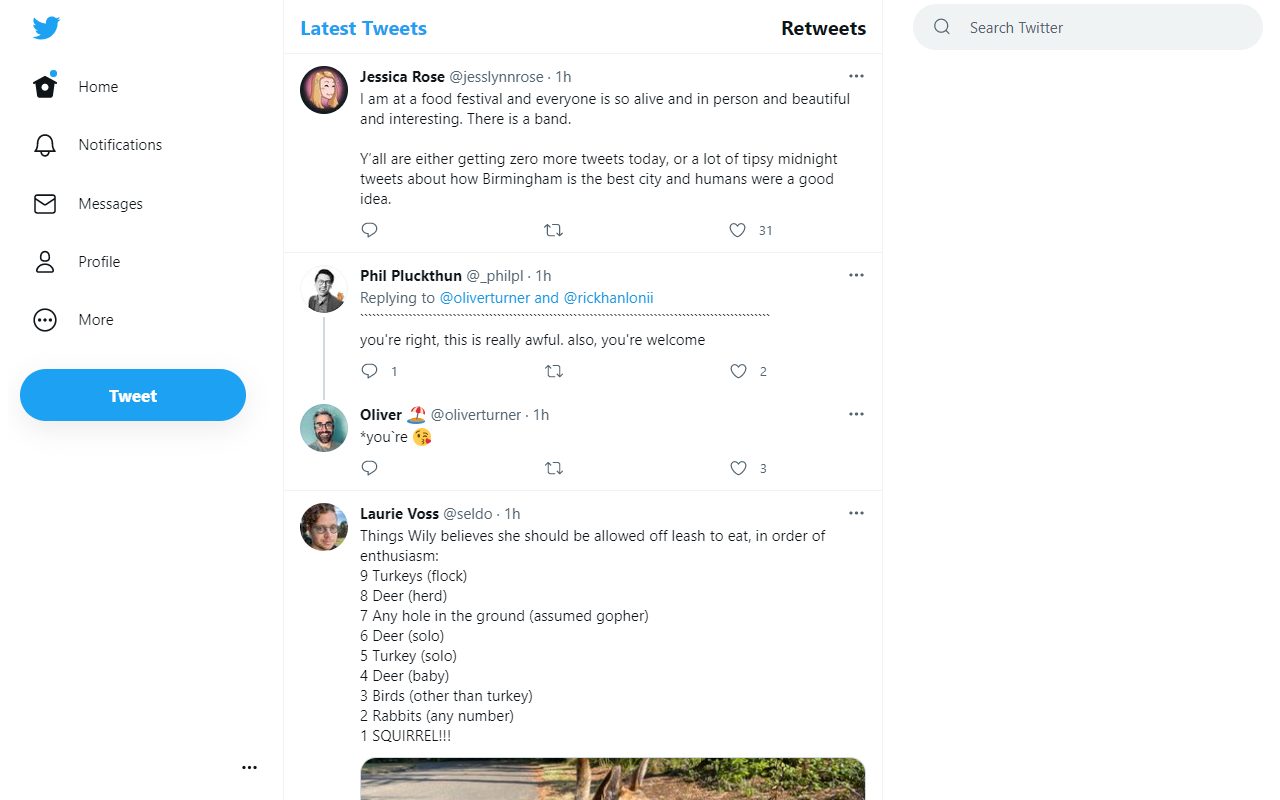 Latest Tweets
Retweets
Search Twitter
Home
Notifications
Messages
Profile
More
Tweet
Jessica Rose @jesslynnrose · 1h
I am at a food festival and everyone is so alive and in person and beautiful
and interesting. There is a band.
Y'all are either getting zero more tweets today, or a lot of tipsy midnight
tweets about how Birmingham is the best city and humans were a good
idea.
31
Phil Pluckthun @_philpl · 1h
Replying to @oliverturner and @rickhanlonii
you're right, this is really awful. also, you're welcome
1
2
Oliver 🏖️ @oliverturner · 1h
*you`re 😘
3
Laurie Voss @seldo · 1h
Things Wily believes she should be allowed off leash to eat, in order of
enthusiasm:
9 Turkeys (flock)
8 Deer (herd)
7 Any hole in the ground (assumed gopher)
6 Deer (solo)
5 Turkey (solo)
4 Deer (baby)
3 Birds (other than turkey)
2 Rabbits (any number)
1 SQUIRREL!!!